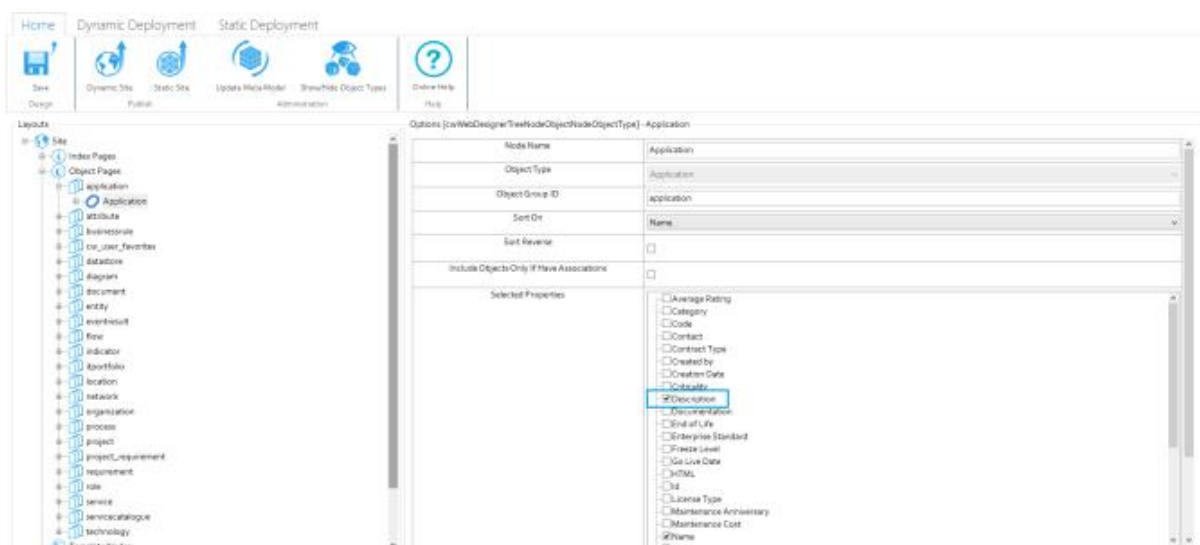 Home Dynamic Deployment Static Deployment
Save Dynamic Site Static Site Update Meta-Model Show/Hide Object Types Online Help
Design Publish Administration Help
Layouts
Site
Index Pages
Object Pages
application
Application
attribute
businessrule
cw_user_favorites
datastore
diagram
document
entity
eventresult
flow
indicator
itportfolio
location
network
organization
process
project
project_requirement
requirement
role
service
servicecatalogue
technology
Options [cwWebDesignerTreeNodeObjectNodeObjectType] - Application
Node Name Application
Object Type Application
Object Group ID application
Sort On Name
Sort Reverse
Include Objects Only If Have Associations
Selected Properties
Average Rating
Category
Code
Contact
Contract Type
Created by
Creation Date
Criticality
Description
Documentation
End of Life
Enterprise Standard
Freeze Level
Go Live Date
HTML
Id
License Type
Maintenance Anniversary
Maintenance Cost
Name